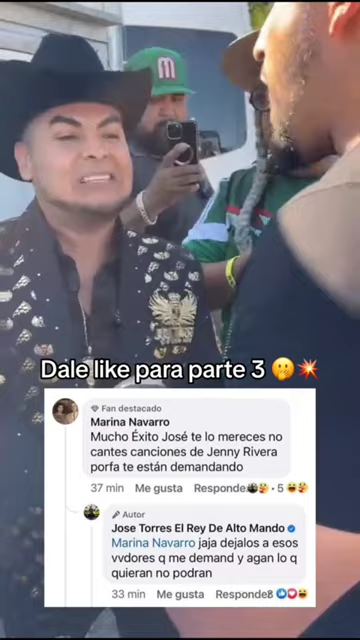 M
Dale like para parte 3 🤫💥
Fan destacado
Marina Navarro
Mucho Éxito José te lo mereces no
cantes canciones de Jenny Rivera
porfa te están demandando
37 min Me gusta Responder 5
Autor
Jose Torres El Rey De Alto Mando
Marina Navarro jaja dejalos a esos
vvdores q me demand y agan lo q
quieran no podran
33 min Me gusta Responde 8